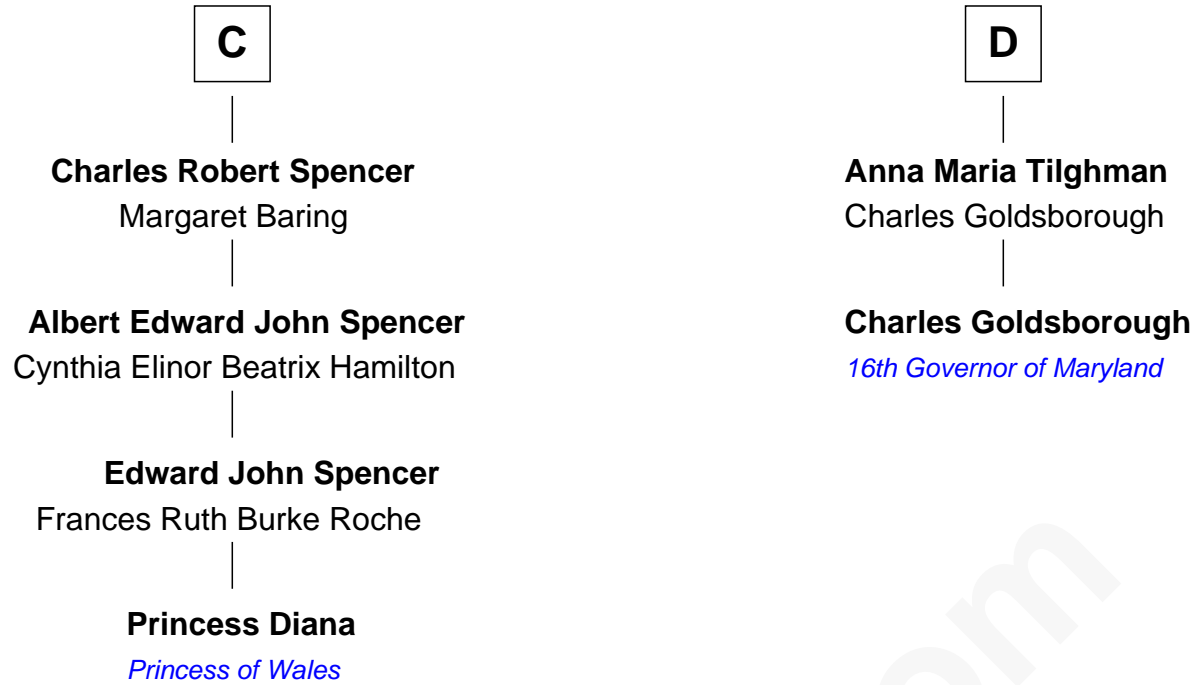 C
Charles Robert Spencer
Margaret Baring
Albert Edward John Spencer
Cynthia Elinor Beatrix Hamilton
Edward John Spencer
Frances Ruth Burke Roche
Princess Diana
Princess of Wales
D
Anna Maria Tilghman
Charles Goldsborough
Charles Goldsborough
16th Governor of Maryland
om